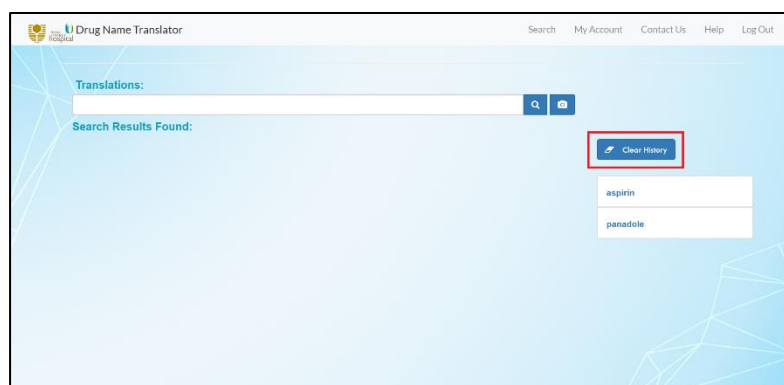 hospital
Drug Name Translator
Search
My Account
Contact Us
Help
Log Out
Translations:
Search Results Found:
Clear History
aspirin
panadole